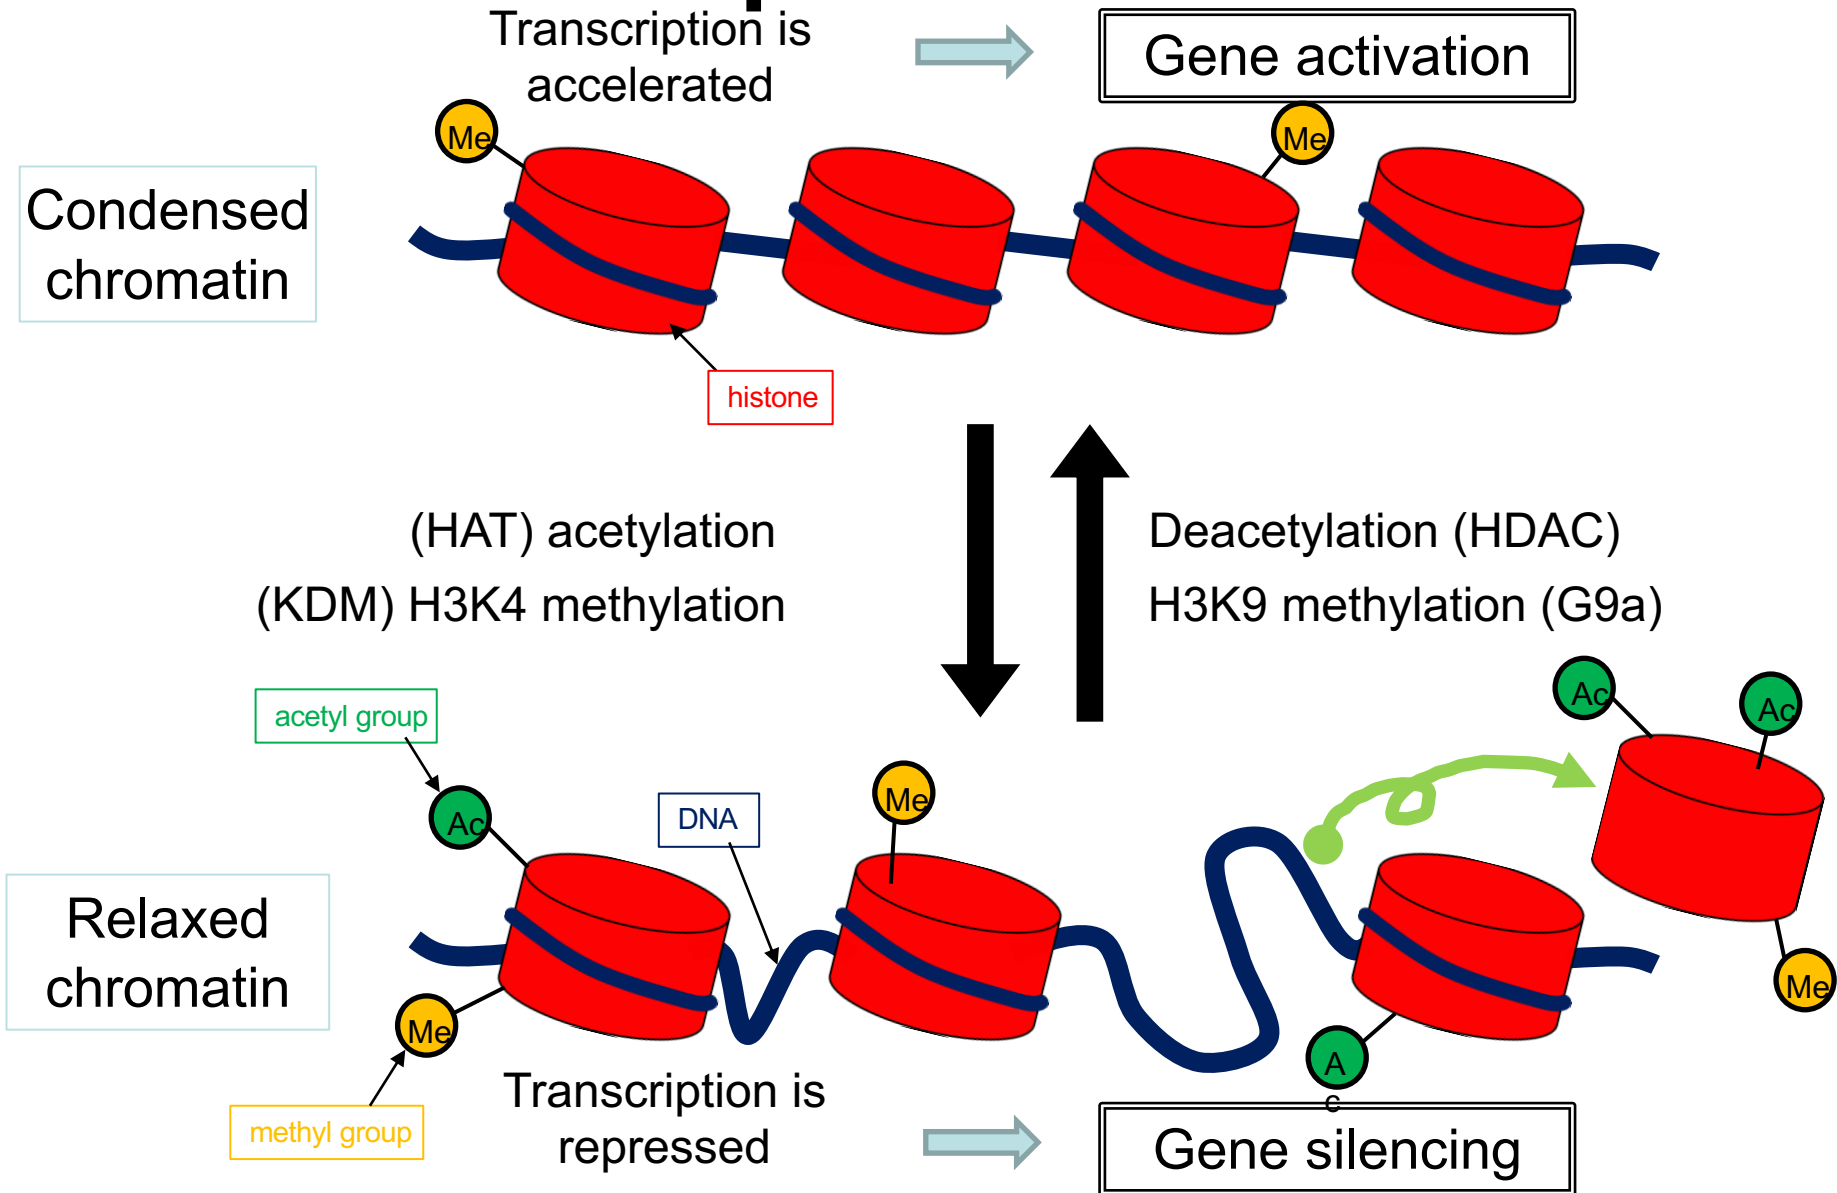 Transcription is
accelerated
Gene activation
Me
Me
Condensed
chromatin
histone
(HAT) acetylation
(KDM) H3K4 methylation
Deacetylation (HDAC)
H3K9 methylation (G9a)
acetyl group
Ac
Ac
Ac
DNA
Me
Relaxed
chromatin
Me
Me
A
c
methyl group
Transcription is
repressed
Gene silencing